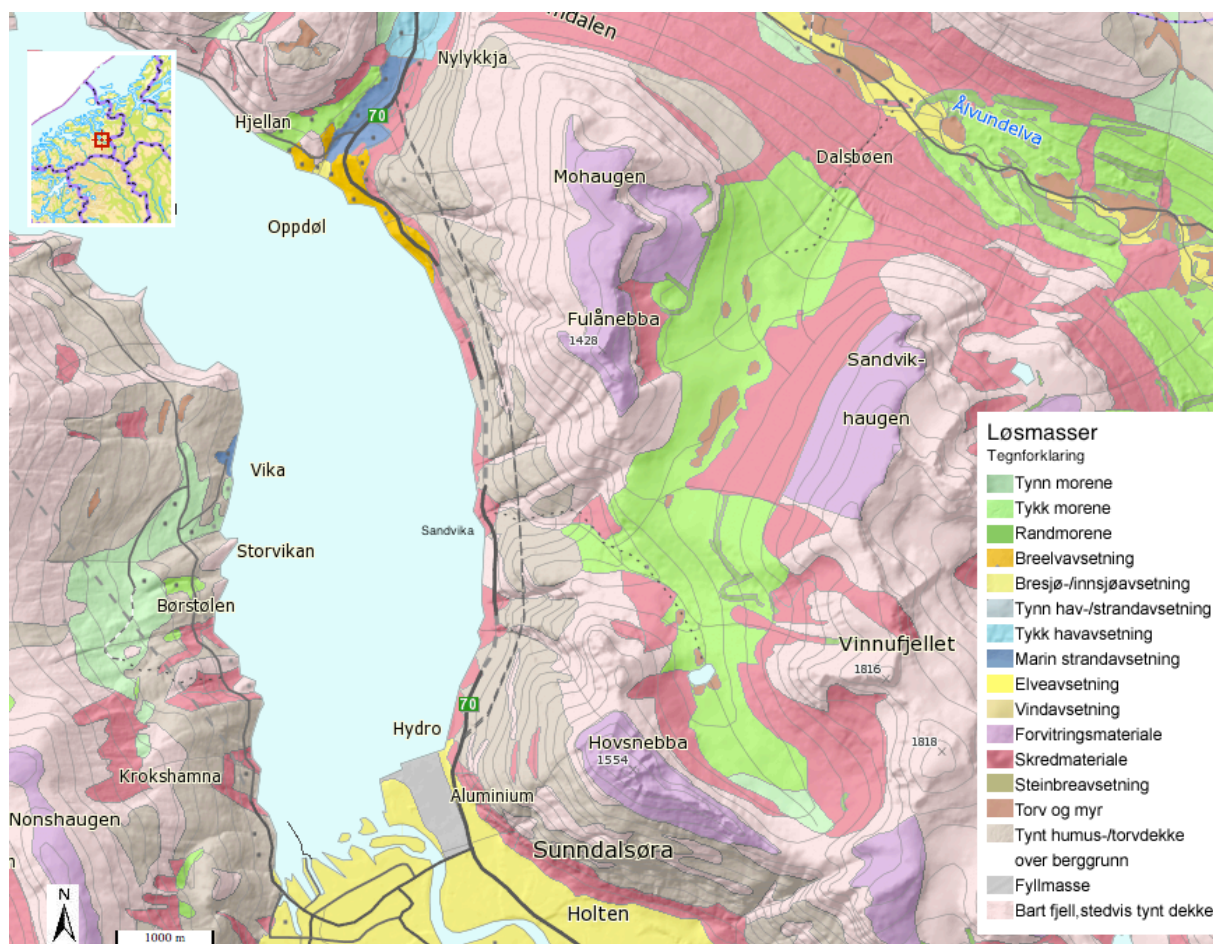 ndalen
Nylykkja
70
Hjellan
Ålvundelva
Dalsbøen
Mohaugen
Oppdøl
Fulånebba
1428
Sandvik-
haugen
Vika
Sandvika
Storvikan
Børstølen
Vinnufjellet
1816
70
Hydro
Hovsnebba
1554
1818
Krokshamna
Aluminium
Nonshaugen
Sunndalsøra
Holten
N
1000 m
Løsmasser
Tegnforklaring
Tynn morene
Tykk morene
Randmorene
Breelvavsetning
Bresjø-/innsjøavsetning
Tynn hav-/strandavsetning
Tykk havavsetning
Marin strandavsetning
Elveavsetning
Vindavsetning
Forvitringsmateriale
Skredmateriale
Steinbreavsetning
Torv og myr
Tynt humus-/torvdekke
over berggrunn
Fyllmasse
Bart fjell,stedvis tynt dekke